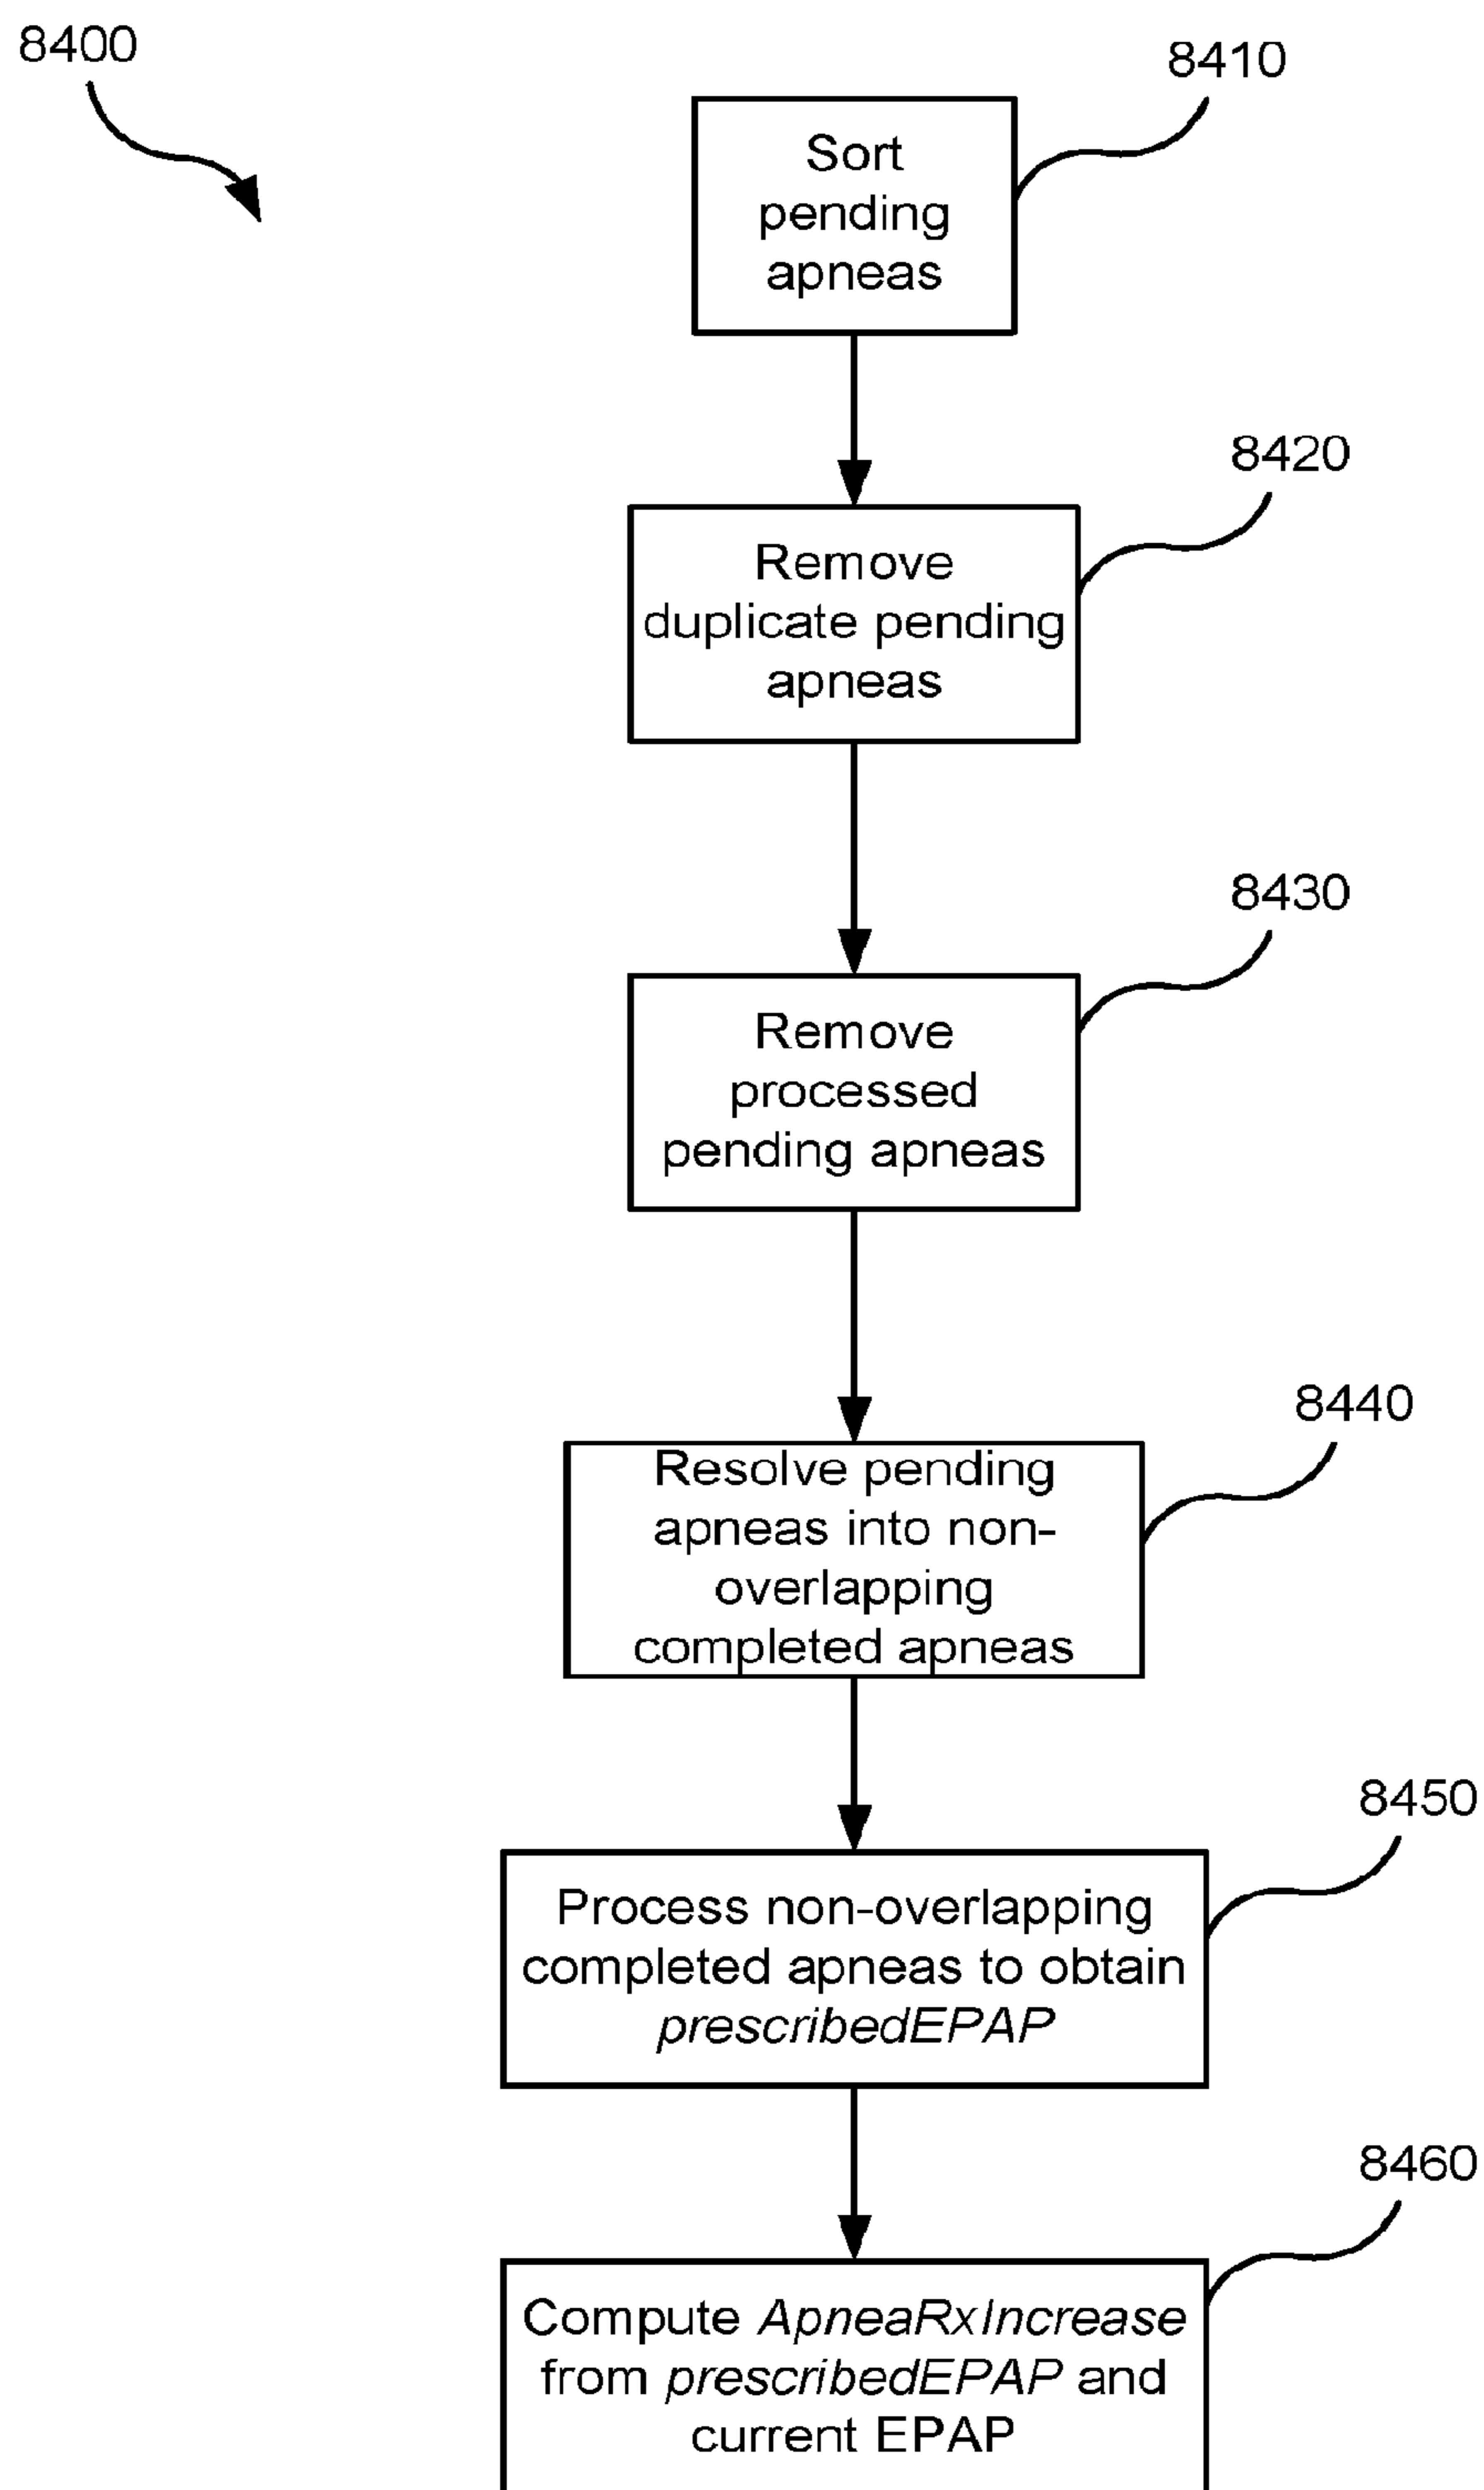 8400
8410
Sort
pending
apneas
8420
Remove
duplicate pending
apneas
8430
Remove
processed
pending apneas
8440
Resolve pending
apneas into non-
overlapping
completed apneas
8450
Process non-overlapping
completed apneas to obtain
prescribedEPAP
8460
Compute ApneaRxIncrease
from prescribedEPAP and
current EPAP